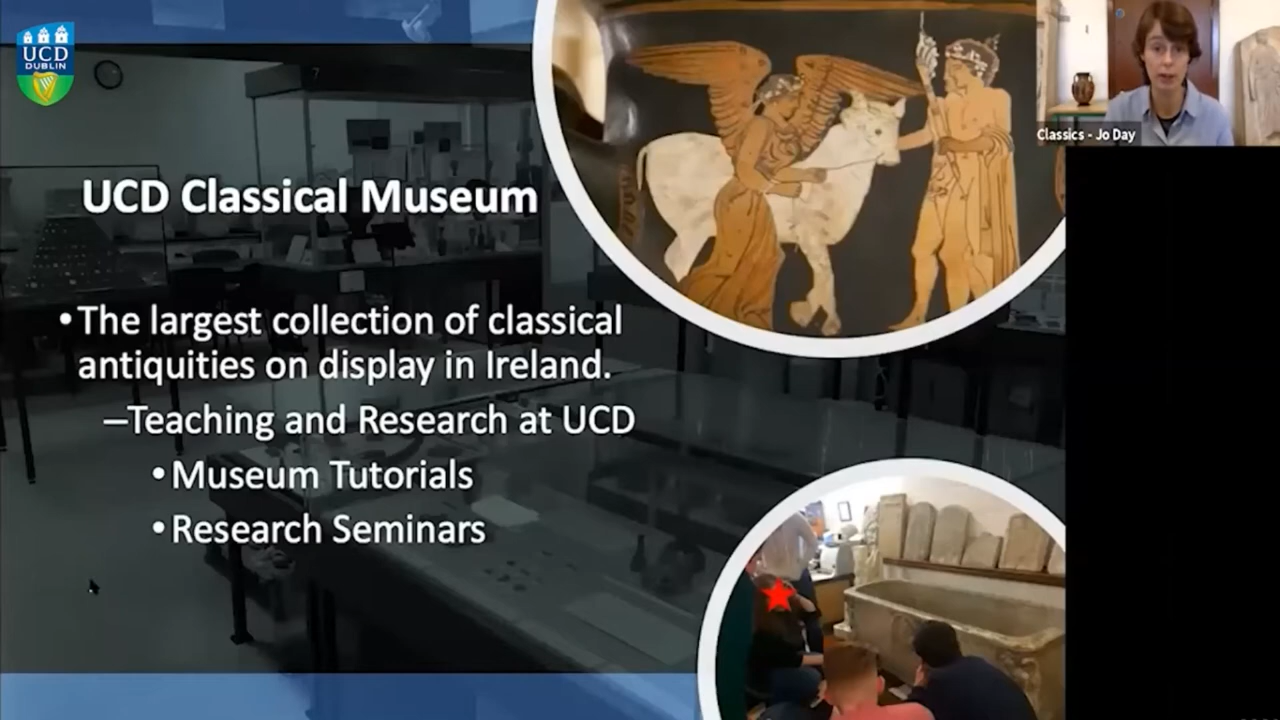 UCD
DUBLIN
Classics - Jo Day
UCD Classical Museum
•The largest collection of classical
antiquities on display in Ireland.
–Teaching and Research at UCD
•Museum Tutorials
•Research Seminars